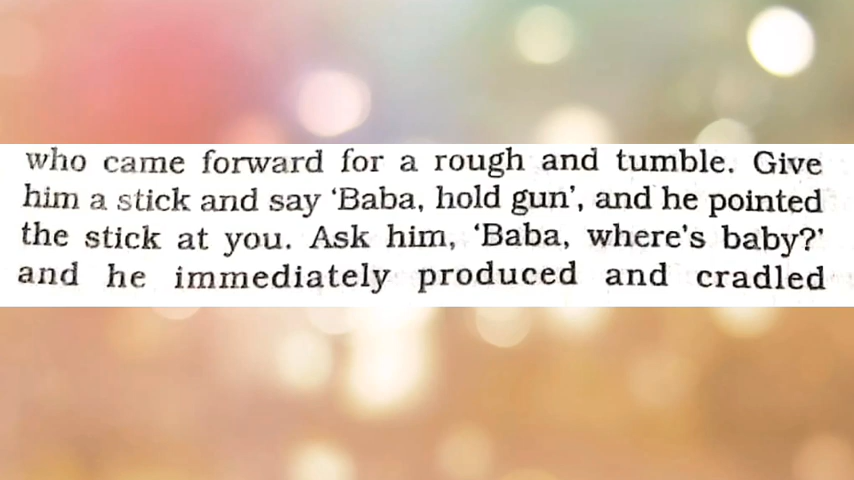 who came forward for a rough and tumble. Give
him a stick and say ‘Baba, hold gun’, and he pointed
the stick at you. Ask him, ‘Baba, where's baby?’
and he immediately produced and cradled